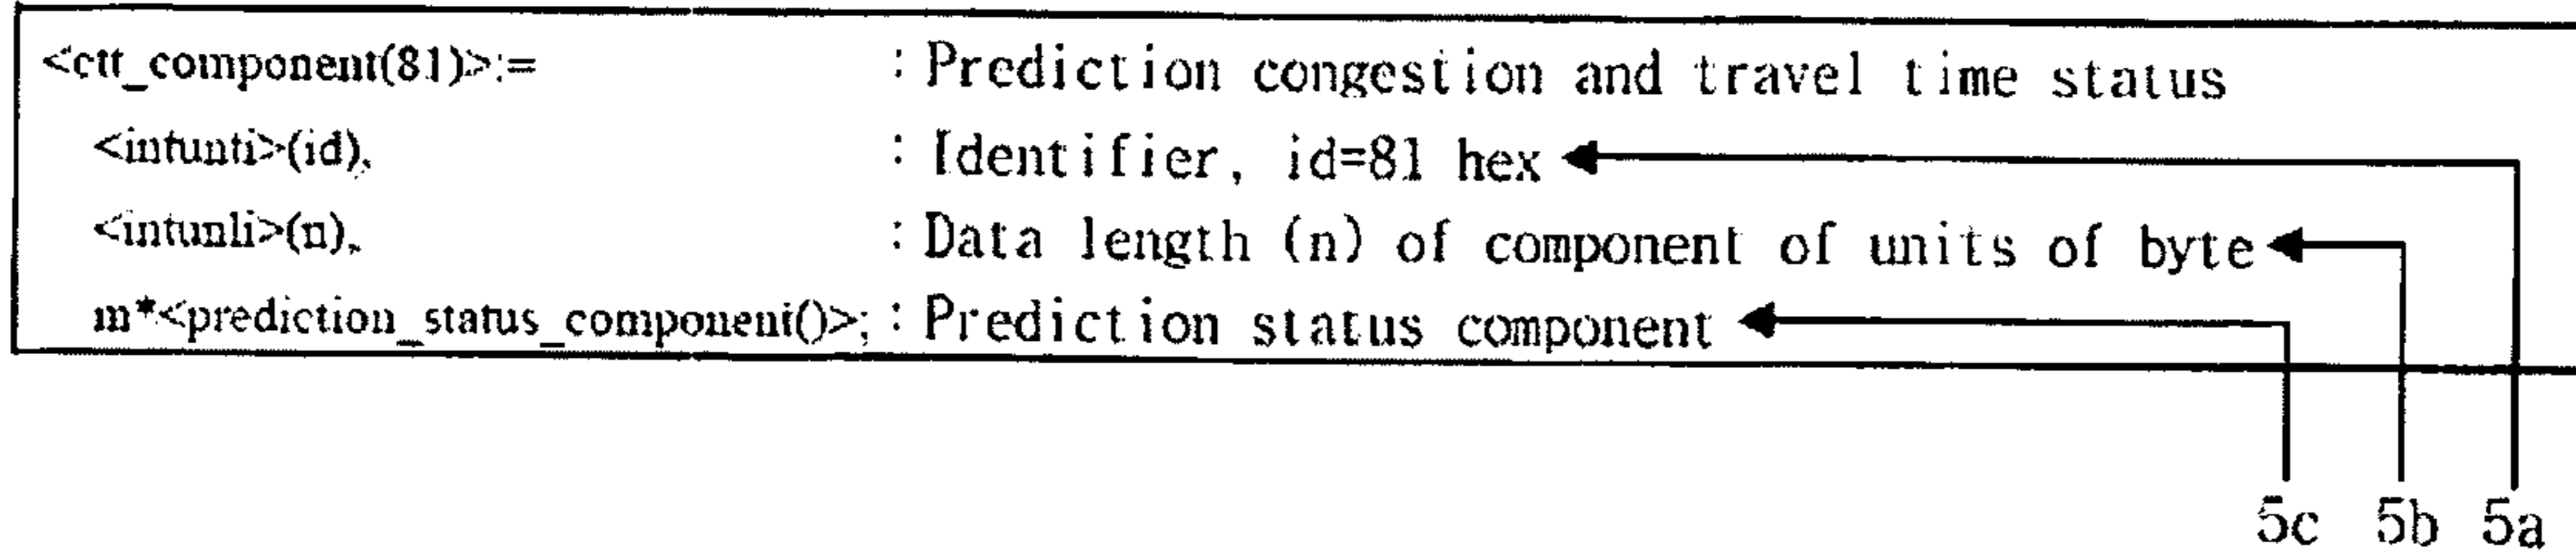 <ctt_component(81)>:= : Prediction congestion and travel time status
<intunti>(id), : Identifier, id=81 hex
<intunli>(n), : Data length (n) of component of units of byte
m*<prediction_status_component()>; : Prediction status component
5c 5b 5a